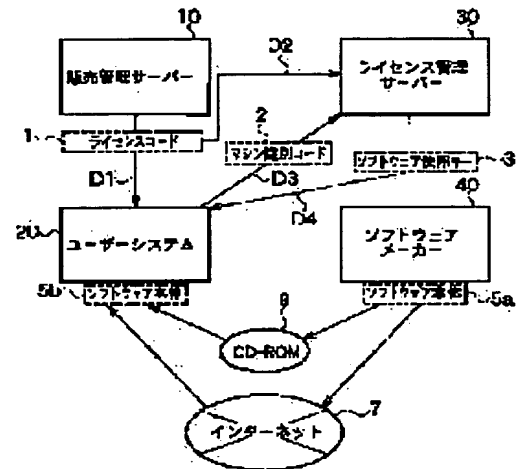 10
販売管理サーバー
D2
30
ライセンス管理
サーバー
1
ライセンスコード
2
マシン識別コード
ソフトウェア使用キー
3
D1
D3
D4
40
20
ユーザーシステム
ソフトウェア
メーカー
5b
ソフトウェア本体
ソフトウェア本体
5a
CD-ROM
7
インターネット